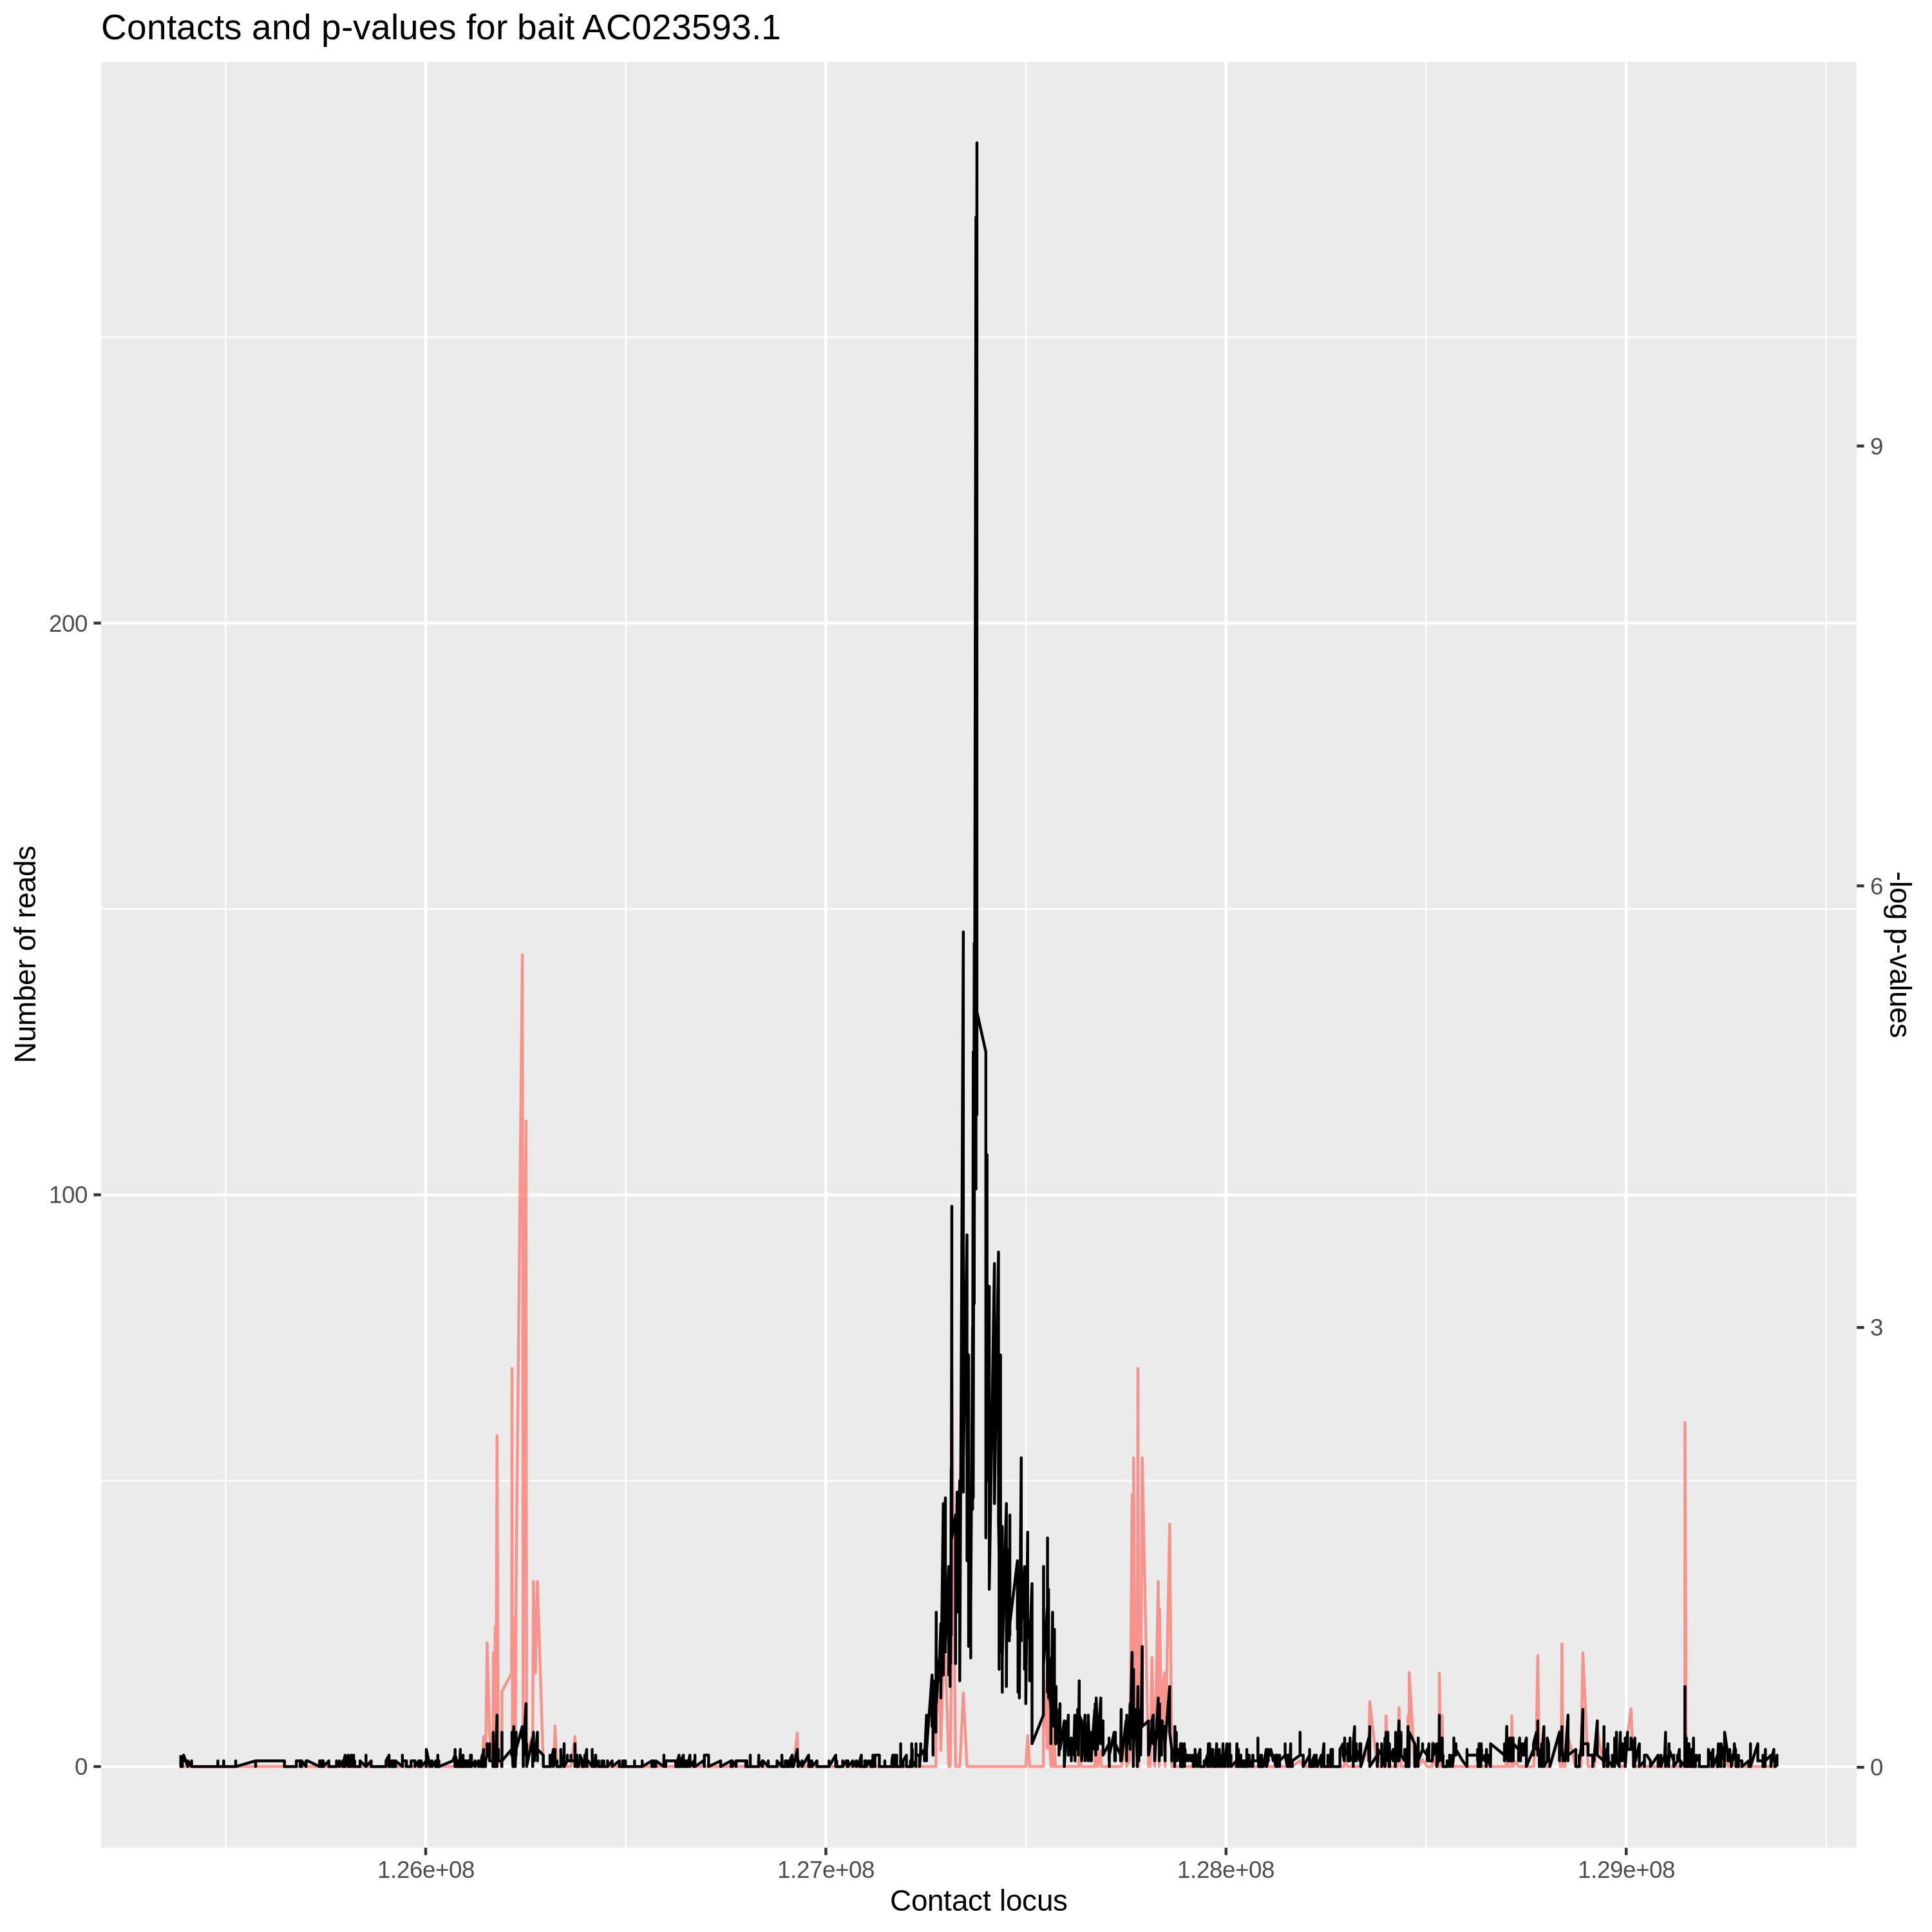 Contacts and p-values for bait AC023593.1
Number of reads
200
100
0
9
6
3
0
-log p-values
1.26e+08
1.27e+08
1.28e+08
1.29e+08
Contact locus